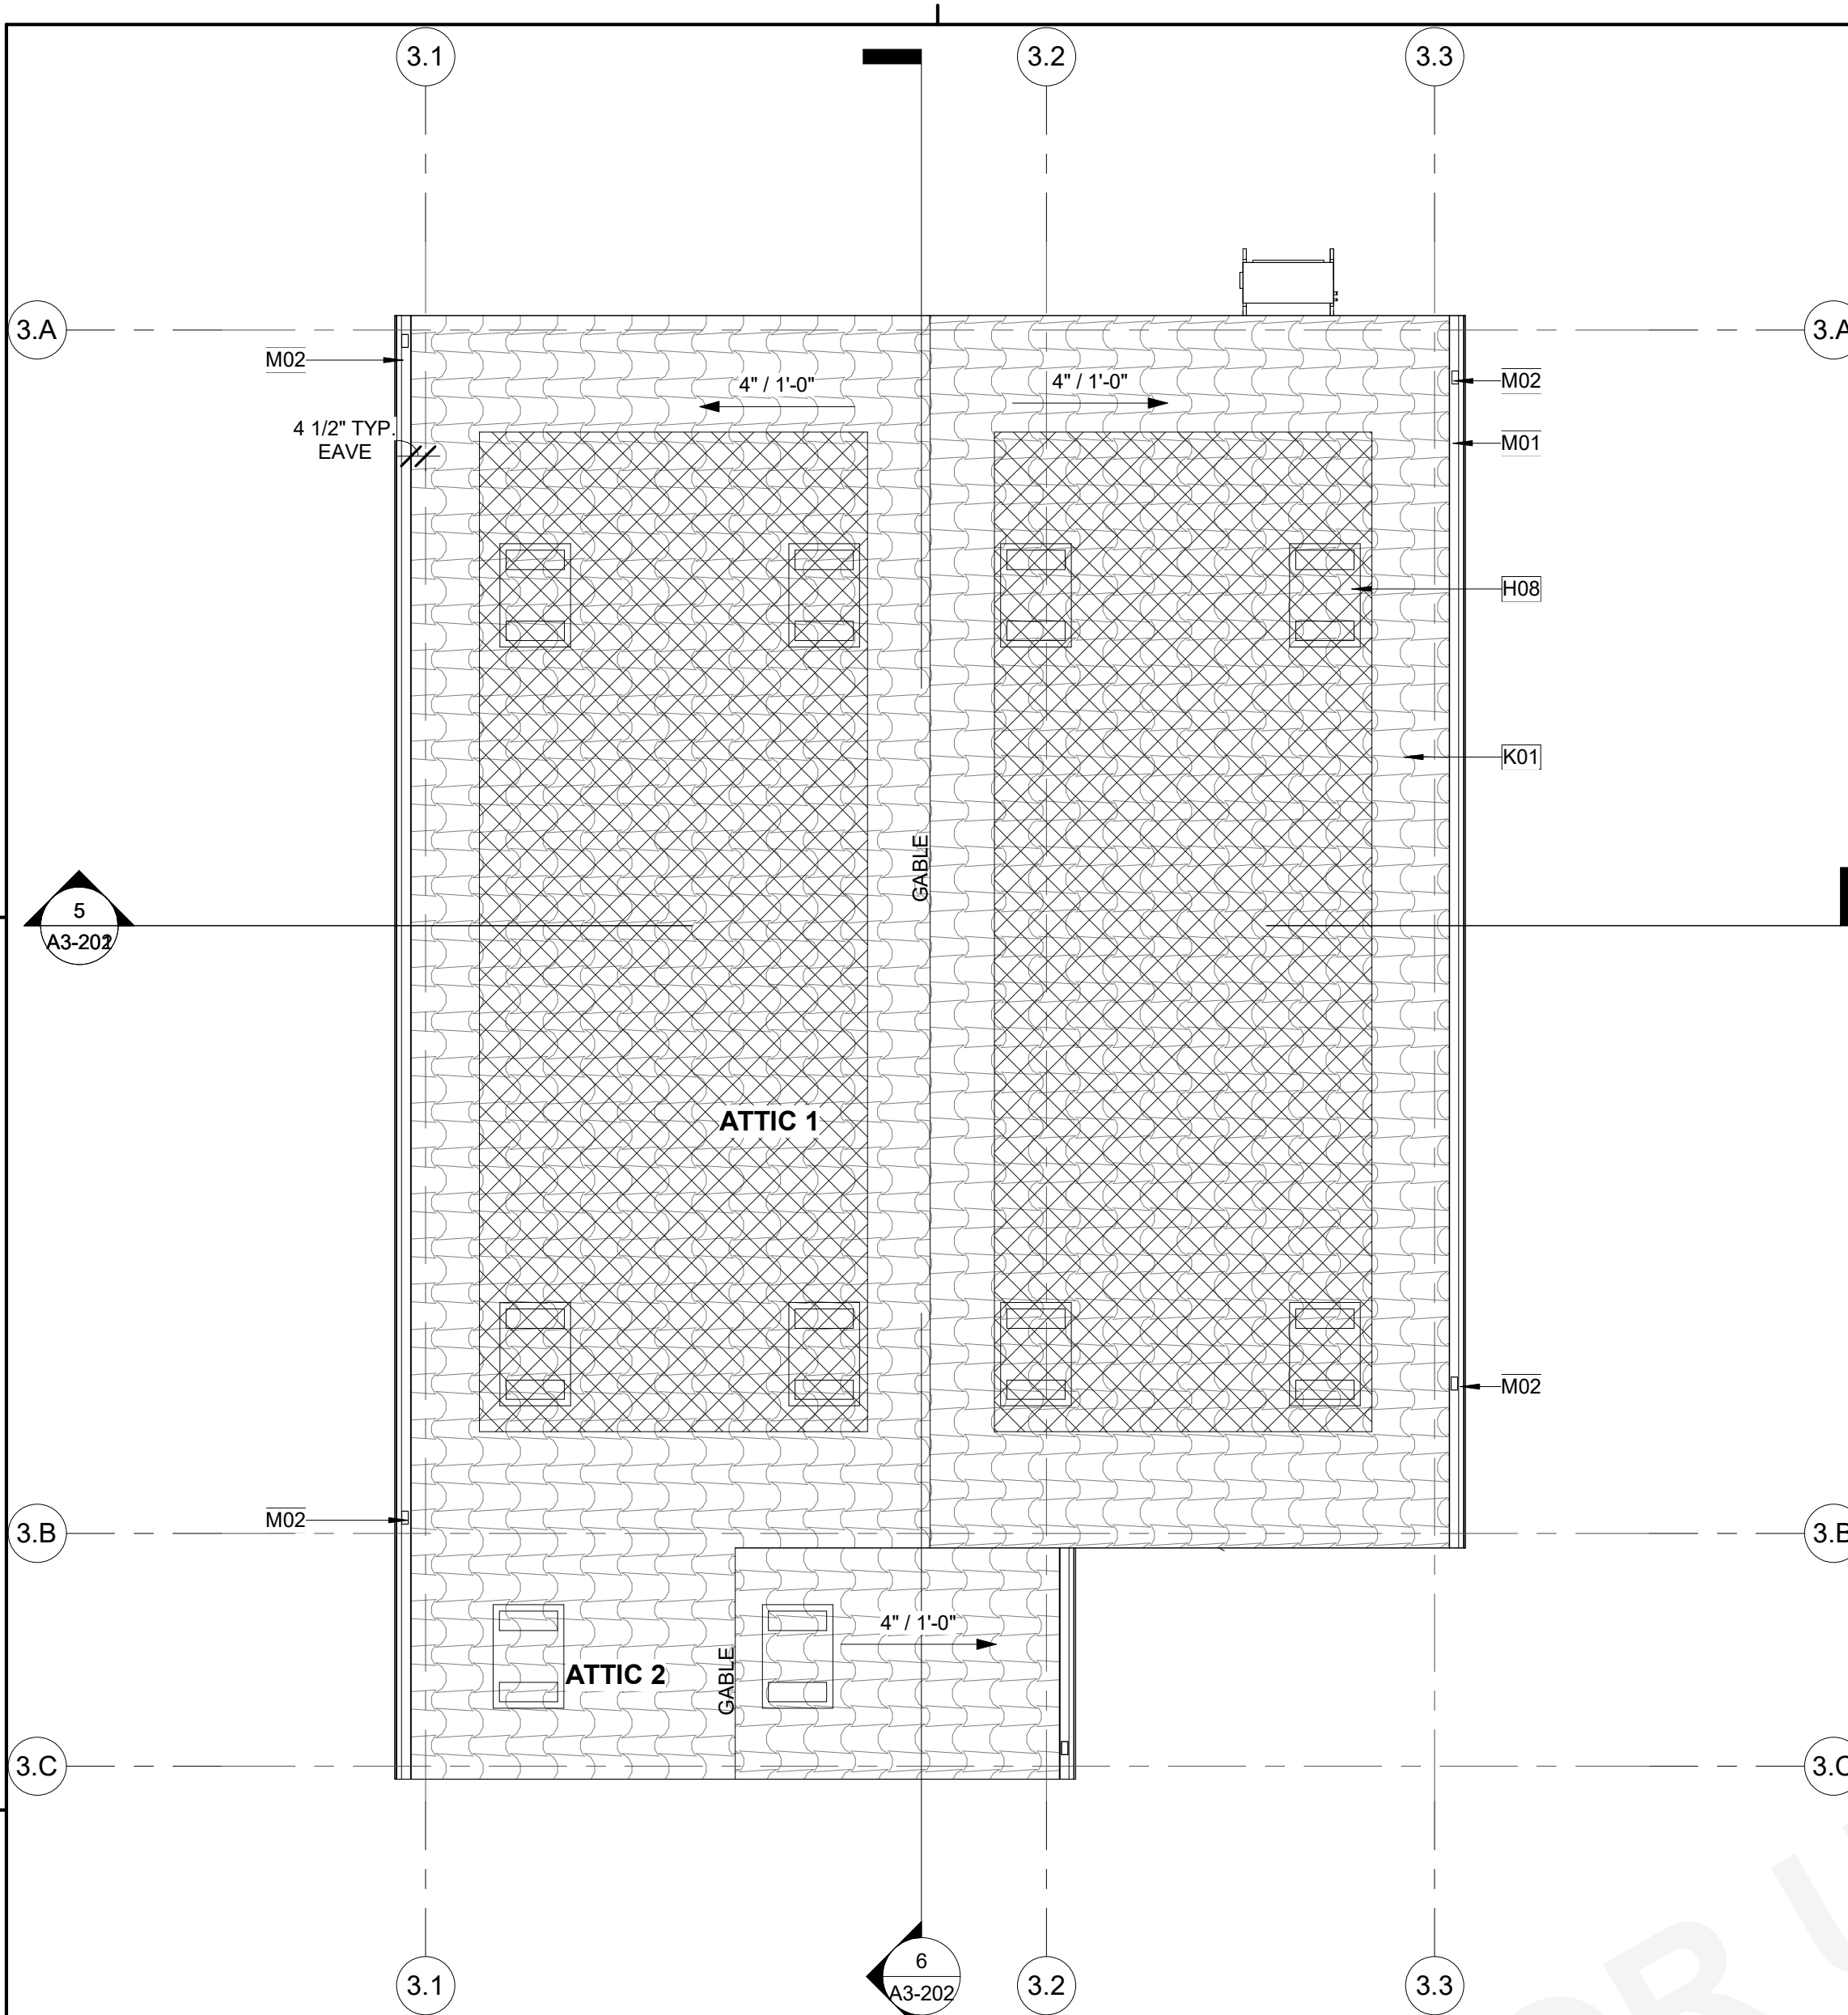 3.1
3.2
3.3
3.A
3.A
M02
4" / 1'-0"
4" / 1'-0"
M02
4 1/2" TYP.
EAVE
M01
H08
K01
GABLE
5
ATTIC 1
M02
M02
3.B
3.B
4" / 1'-0"
GABLE
ATTIC 2
3.C
3.C
6
A3-202
3.1
3.2
3.3